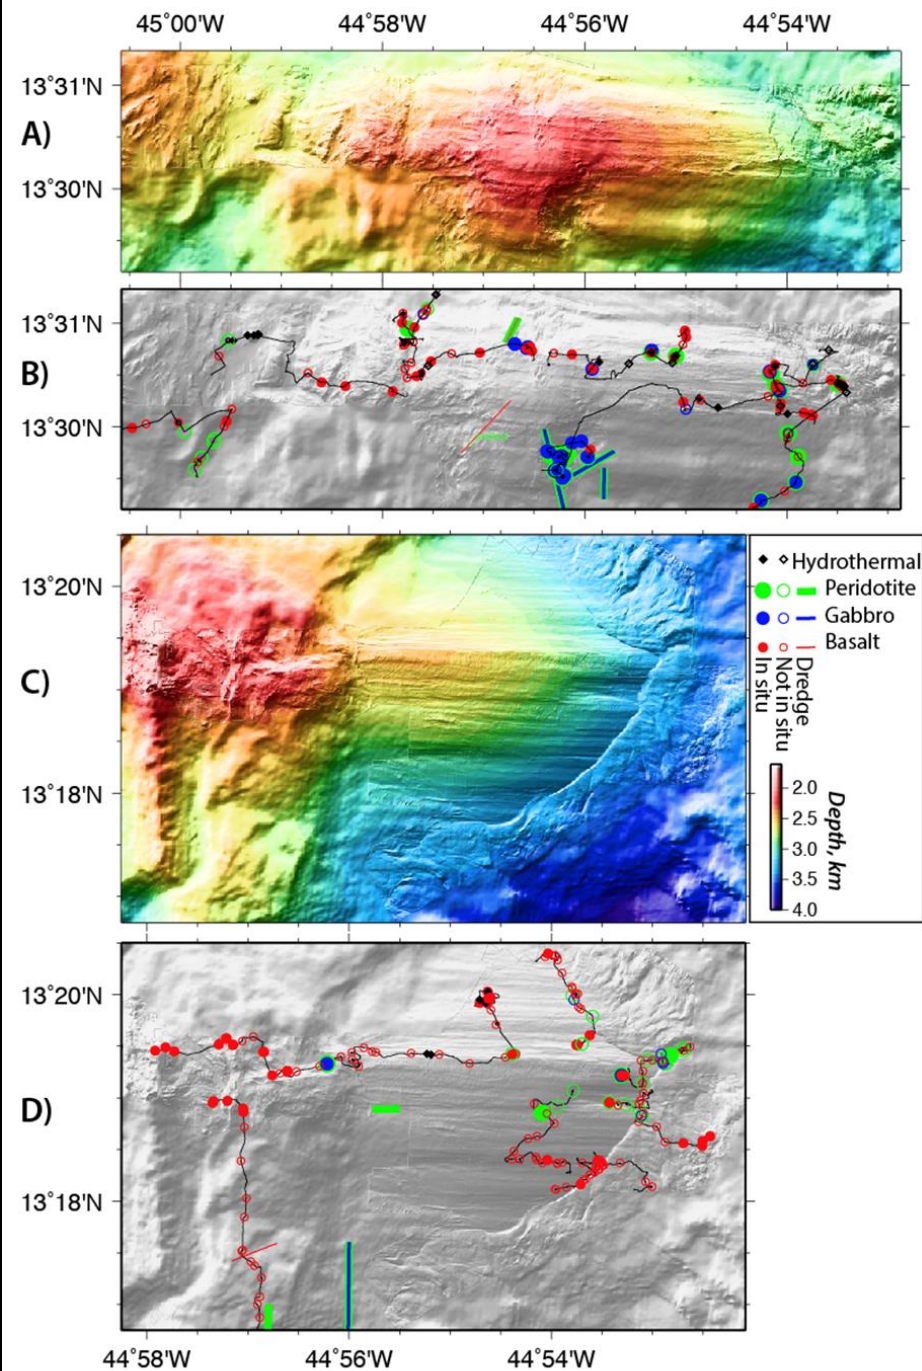 45°00'W 44°58'W 44°56'W 44°54'W
13°31'N
A)
13°30'N
13°31'N
B)
13°30'N
13°20'N
C)
13°18'N
Hydrothermal
Peridotite
Gabbro
Basalt
Dredge
Not in situ
In situ
2.0
2.5
3.0
3.5
4.0
Depth, km
13°20'N
D)
13°18'N
44°58'W 44°56'W 44°54'W